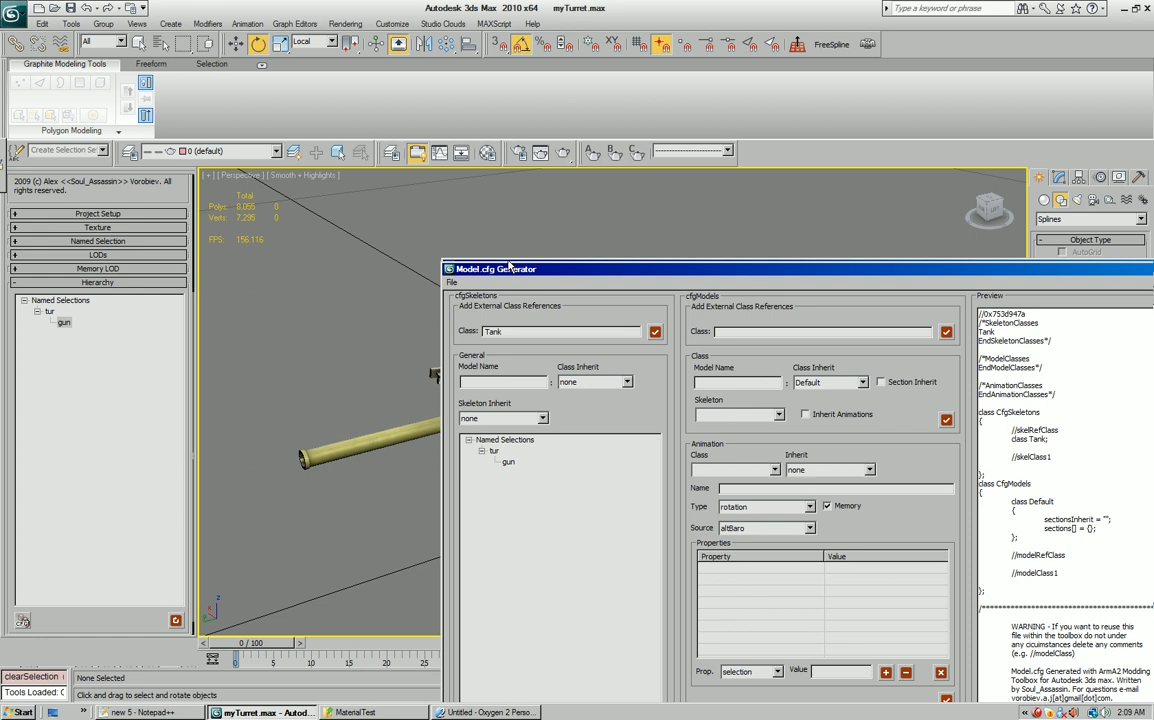 Autodesk 3ds Max 2010 x64 myTurret.max
Type a keyword or phrase
Edit Tools Group Views Create Modifiers Animation Graph Editors Rendering Customize Studio Clouds MAXScript Help
All
Local
FreeSpline
Graphite Modeling Tools Freeform Selection
Polygon Modeling
Create Selection Se
0 (default)
2009 (c) Alex <<Soul_Assassin>> Vorobiev. All
rights reserved.
Project Setup
Texture
Named Selection
LODs
Memory LOD
Hierarchy
Named Selections
tur
gun
[ + ] [ Perspective ] [ Smooth + Highlights ]
Total
Polys: 6,055 0
Verts: 7,295 0
FPS: 156.116
Splines
Object Type
AutoGrid
Model.cfg Generator
File
cfgSkeletons
Add External Class References
Class: Tank
General
Model Name Class Inherit
: none
Skeleton Inherit
none
Named Selections
tur
gun
cfgModels
Add External Class References
Class:
Class
Model Name Class Inherit
: Default Section Inherit
Skeleton
Inherit Animations
Animation
Class Inherit
none
Name
Type rotation Memory
Source altBaro
Properties
Property Value
Prop. selection Value
Preview
//0x753d947a
/*SkeletonClasses
Tank
EndSkeletonClasses*/
/*ModelClasses
EndModelClasses*/
/*AnimationClasses
EndAnimationClasses*/
class CfgSkeletons
{
//skelRefClass
class Tank;
//skelClass1
};
class CfgModels
{
class Default
{
sectionsInherit = "";
sections[] = {};
};
//modelRefClass
//modelClass1
};
WARNING - If you want to reuse this
file within the toolbox do not under
any cicumstances delete any comments
(e.g. //modelClass)
Model.cfg Generated with ArmA2 Modding
Toolbox for Autodesk 3ds max. Written
by Soul_Assassin. For questions e-mail
vorobiev.a.j[at]gmail[dot]com.
z
0 / 100
0 5 10 15 20 25
clearSelection
Tools Loaded: C
None Selected
Click and drag to select and rotate objects
Start
new 5 - Notepad++
myTurret.max - Autod...
MaterialTest
Untitled - Oxygen 2 Perso...
2:09 AM